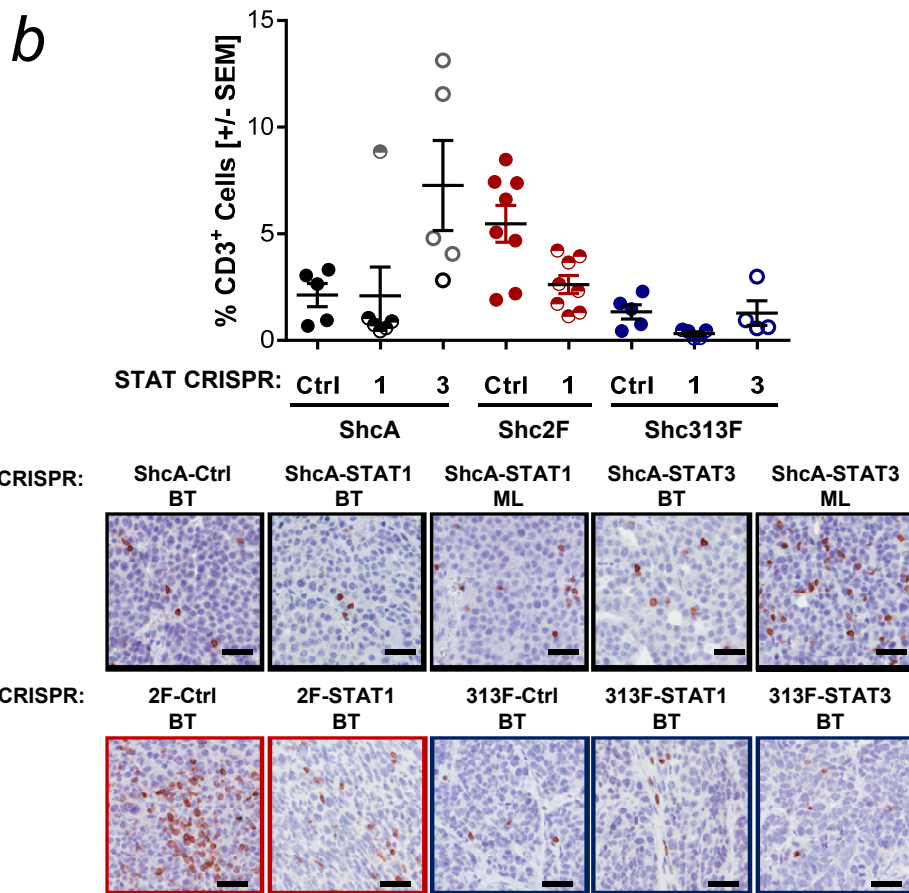 b
15
10
5
0
% CD3+ Cells [+/- SEM]
STAT CRISPR: Ctrl 1 3 Ctrl 1 Ctrl 1 3
ShcA Shc2F Shc313F
CRISPR: ShcA-Ctrl ShcA-STAT1 ShcA-STAT1 ShcA-STAT3 ShcA-STAT3
BT BT ML BT ML
CRISPR: 2F-Ctrl 2F-STAT1 313F-Ctrl 313F-STAT1 313F-STAT3
BT BT BT BT BT